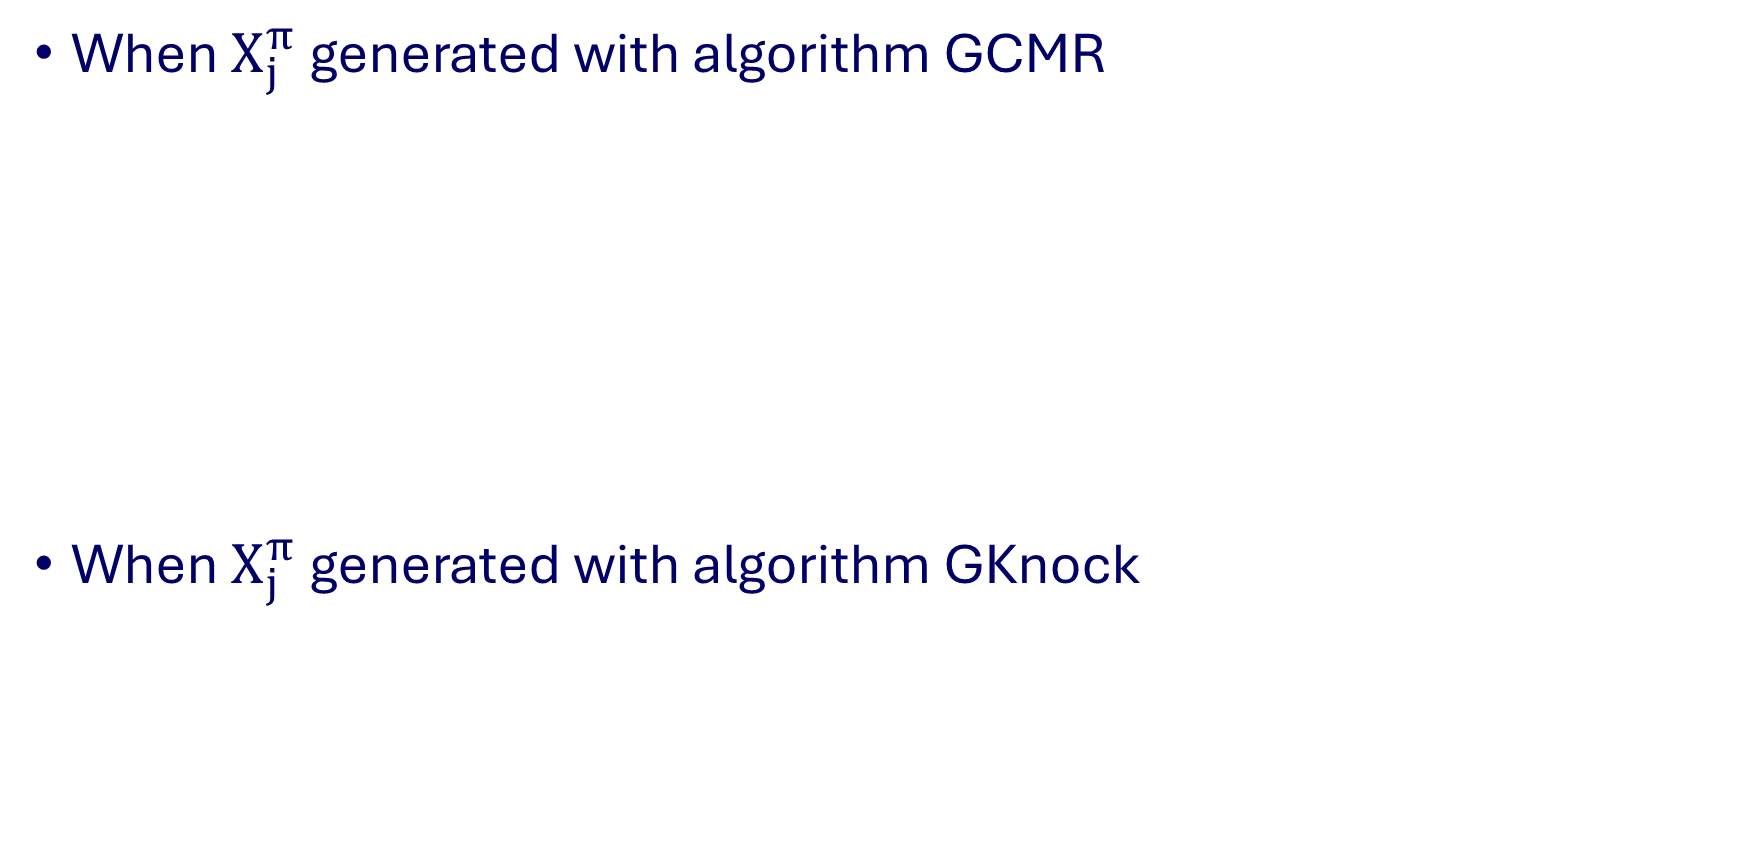 • When X_j^π generated with algorithm GCMR
• When X_j^π generated with algorithm GKnock